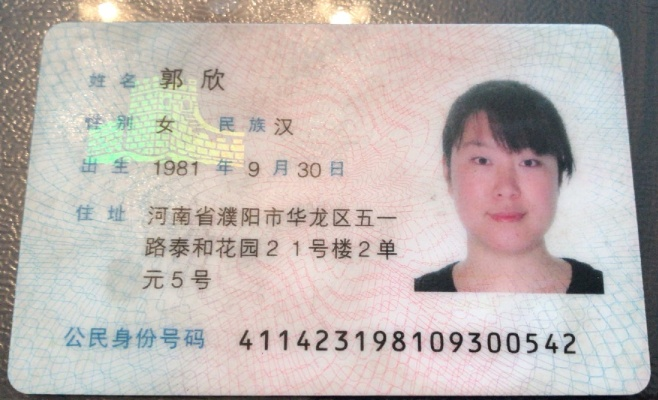 姓名 郭欣
性别 女 民族 汉
出生 1981 年 9 月 30 日
住址 河南省濮阳市华龙区五一
路泰和花园21号楼2单
元5号
公民身份号码 411423198109300542